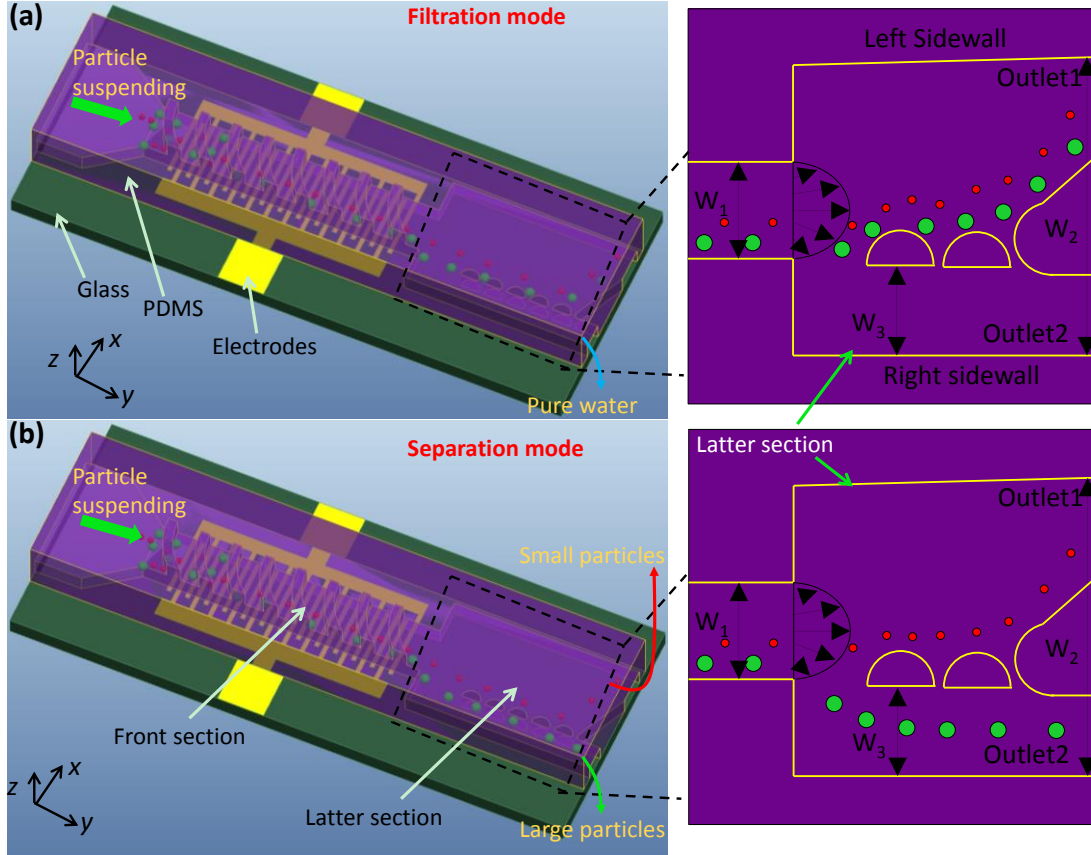 (a)
Filtration mode
Particle
suspending
Glass
PDMS
Electrodes
z
x
y
Pure water
Left Sidewall
Outlet1
W1
W2
W3
Outlet2
Right sidewall
(b)
Separation mode
Particle
suspending
Small particles
Front section
Latter section
z
x
y
Large particles
Latter section
Outlet1
W1
W2
W3
Outlet2